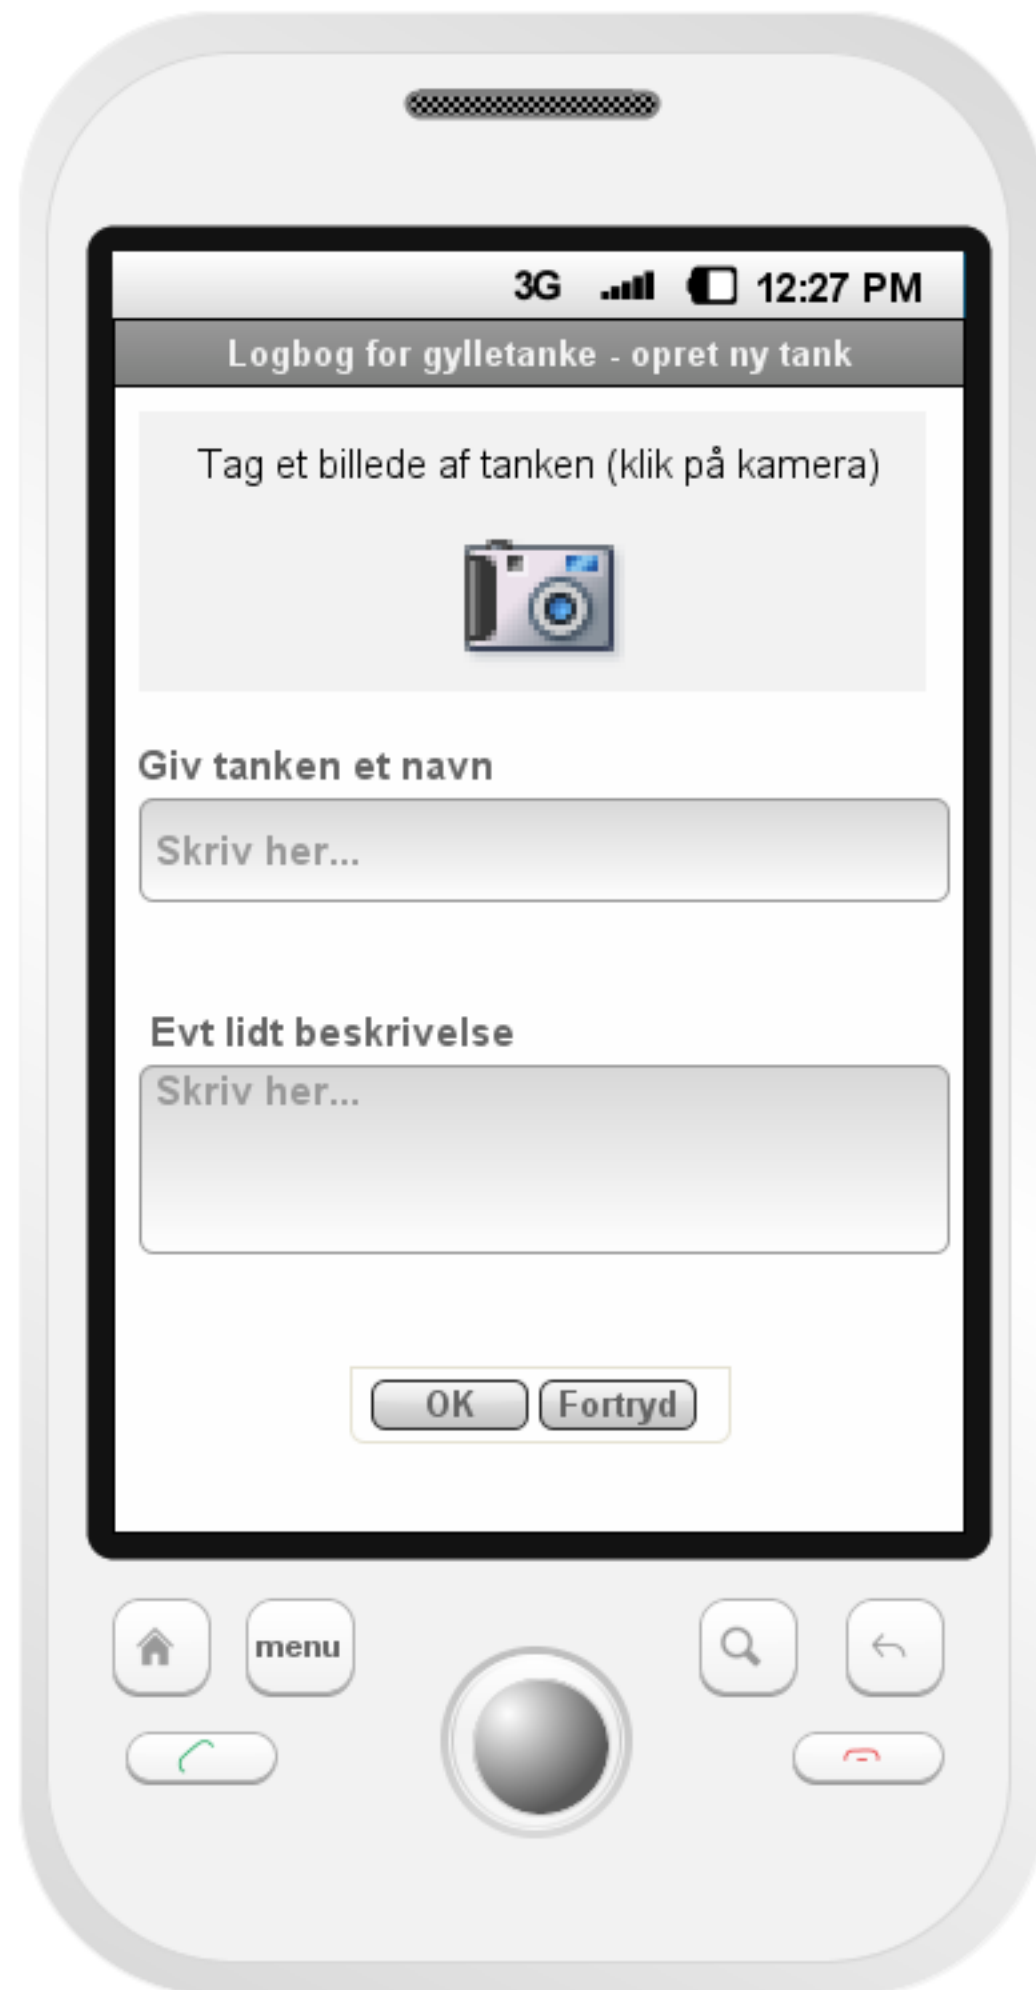 3G 12:27 PM
Logbog for gylletanke - opret ny tank
Tag et billede af tanken (klik på kamera)
Giv tanken et navn
Skriv her...
Evt lidt beskrivelse
Skriv her...
OK Fortryd
menu